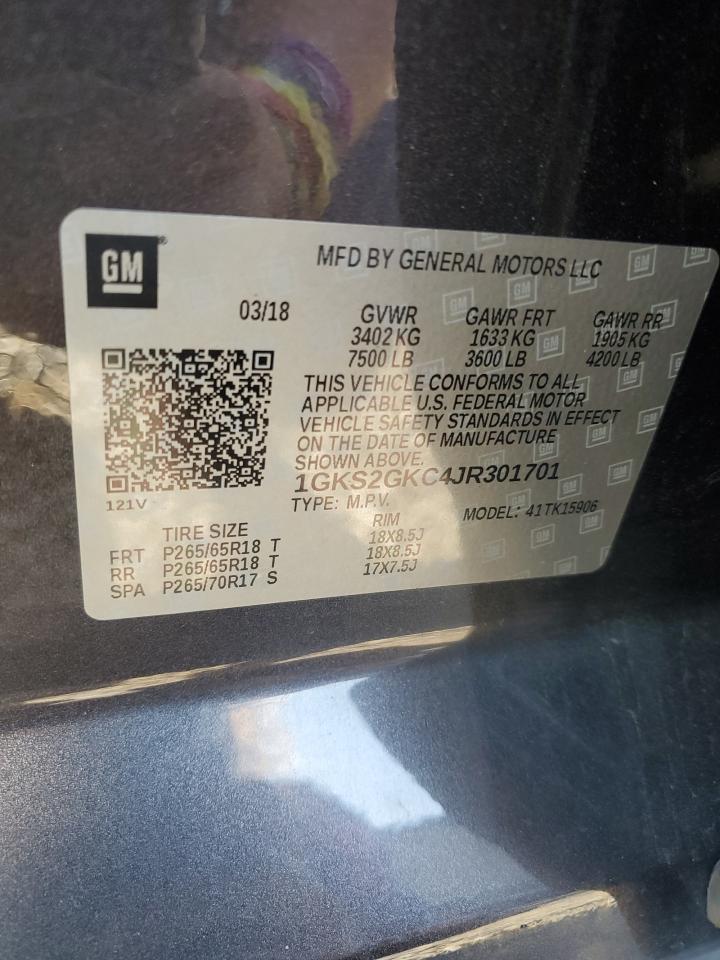 GM
MFD BY GENERAL MOTORS LLC
03/18 GVWR GAWR FRT GAWR RR
3402 KG 1633 KG 1905 KG
7500 LB 3600 LB 4200 LB
THIS VEHICLE CONFORMS TO ALL
APPLICABLE U.S. FEDERAL MOTOR
VEHICLE SAFETY STANDARDS IN EFFECT
ON THE DATE OF MANUFACTURE
SHOWN ABOVE.
1GKS2GKC4JR301701
121V TYPE: M.P.V. MODEL: 41TK15906
TIRE SIZE RIM
FRT P265/65R18 T 18X8.5J
RR P265/65R18 T 18X8.5J
SPA P265/70R17 S 17X7.5J